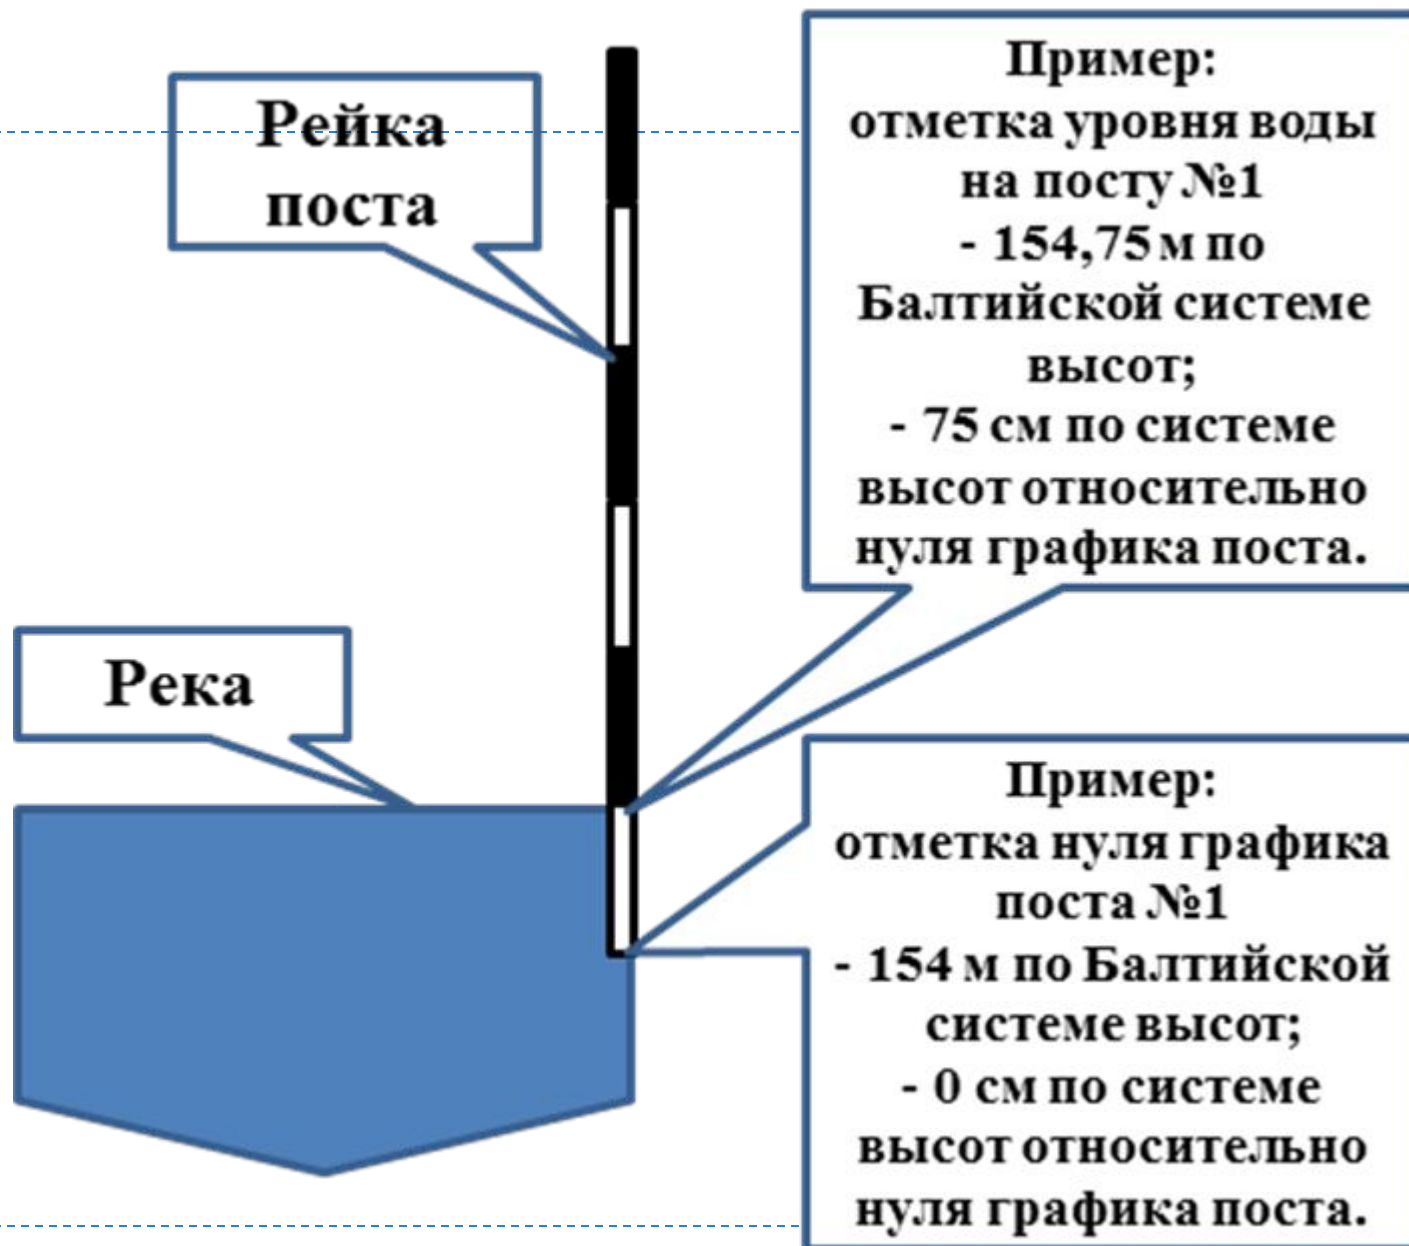 Рейка
поста
Пример:
отметка уровня воды
на посту №1
- 154,75 м по
Балтийской системе
высот;
- 75 см по системе
высот относительно
нуля графика поста.
Река
Пример:
отметка нуля графика
поста №1
- 154 м по Балтийской
системе высот;
- 0 см по системе
высот относительно
нуля графика поста.